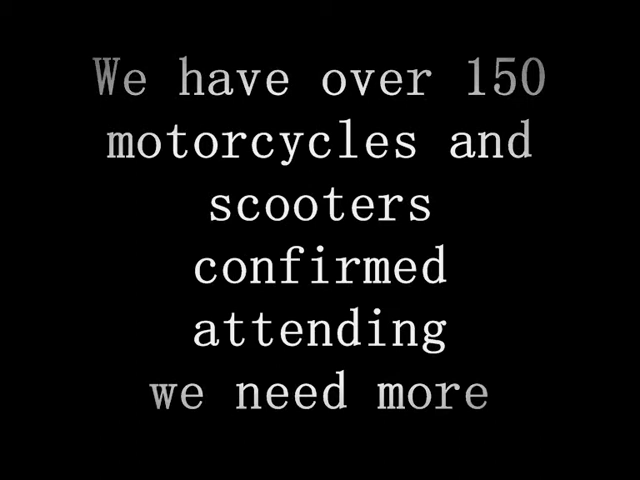 We have over 150
motorcycles and
scooters
confirmed
attending
we need more